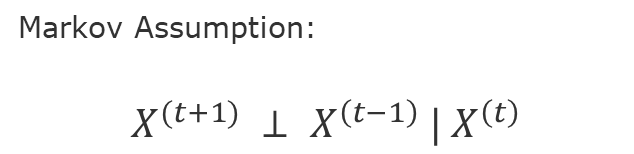 Markov Assumption:
X^(t+1) ⊥ X^(t−1) | X^(t)